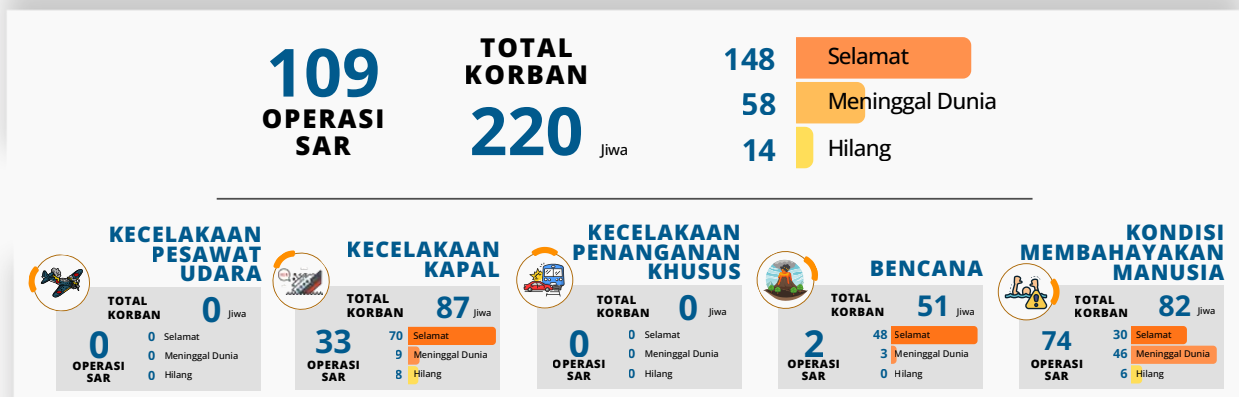 109
OPERASI
SAR
TOTAL
KORBAN
220 Jiwa
148 Selamat
58 Meninggal Dunia
14 Hilang
KECELAKAAN
PESAWAT
UDARA
TOTAL
KORBAN
0 Jiwa
0
OPERASI
SAR
0 Selamat
0 Meninggal Dunia
0 Hilang
KECELAKAAN
KAPAL
TOTAL
KORBAN
87 Jiwa
33
OPERASI
SAR
70 Selamat
9 Meninggal Dunia
8 Hilang
KECELAKAAN
PENANGANAN
KHUSUS
TOTAL
KORBAN
0 Jiwa
0
OPERASI
SAR
0 Selamat
0 Meninggal Dunia
0 Hilang
BENCANA
TOTAL
KORBAN
51 Jiwa
2
OPERASI
SAR
48 Selamat
3 Meninggal Dunia
0 Hilang
KONDISI
MEMBAHAYAKAN
MANUSIA
TOTAL
KORBAN
82 Jiwa
74
OPERASI
SAR
30 Selamat
46 Meninggal Dunia
6 Hilang